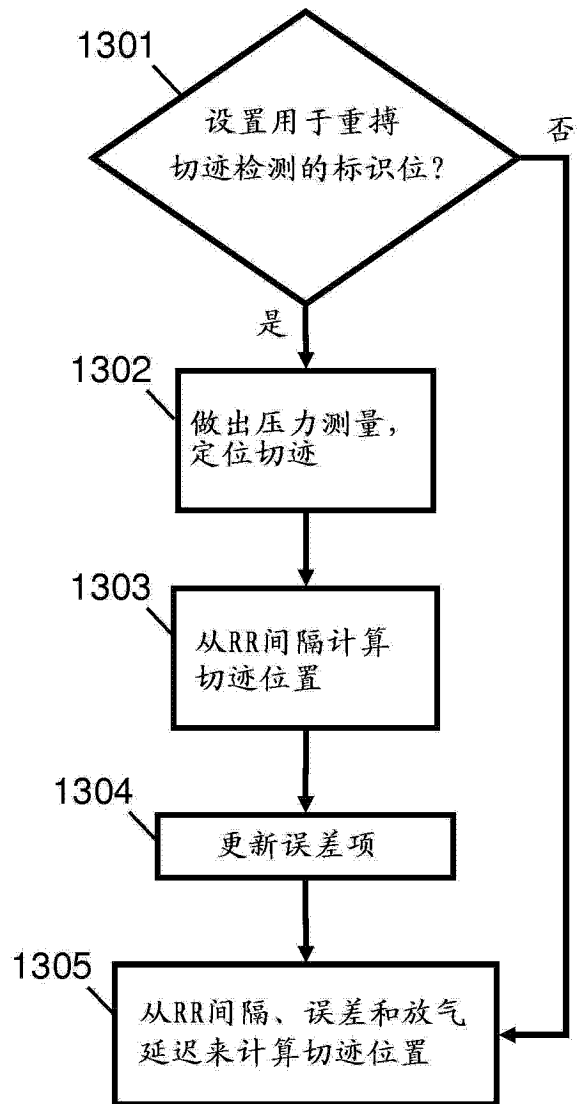 1301
设置用于重搏
切迹检测的标识位?
否
是
1302
做出压力测量,
定位切迹
1303
从RR间隔计算
切迹位置
1304
更新误差项
1305
从RR间隔、误差和放气
延迟来计算切迹位置